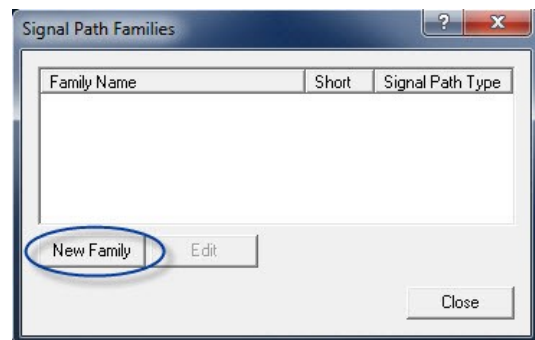 Signal Path Families
Family Name Short Signal Path Type
New Family Edit
Close